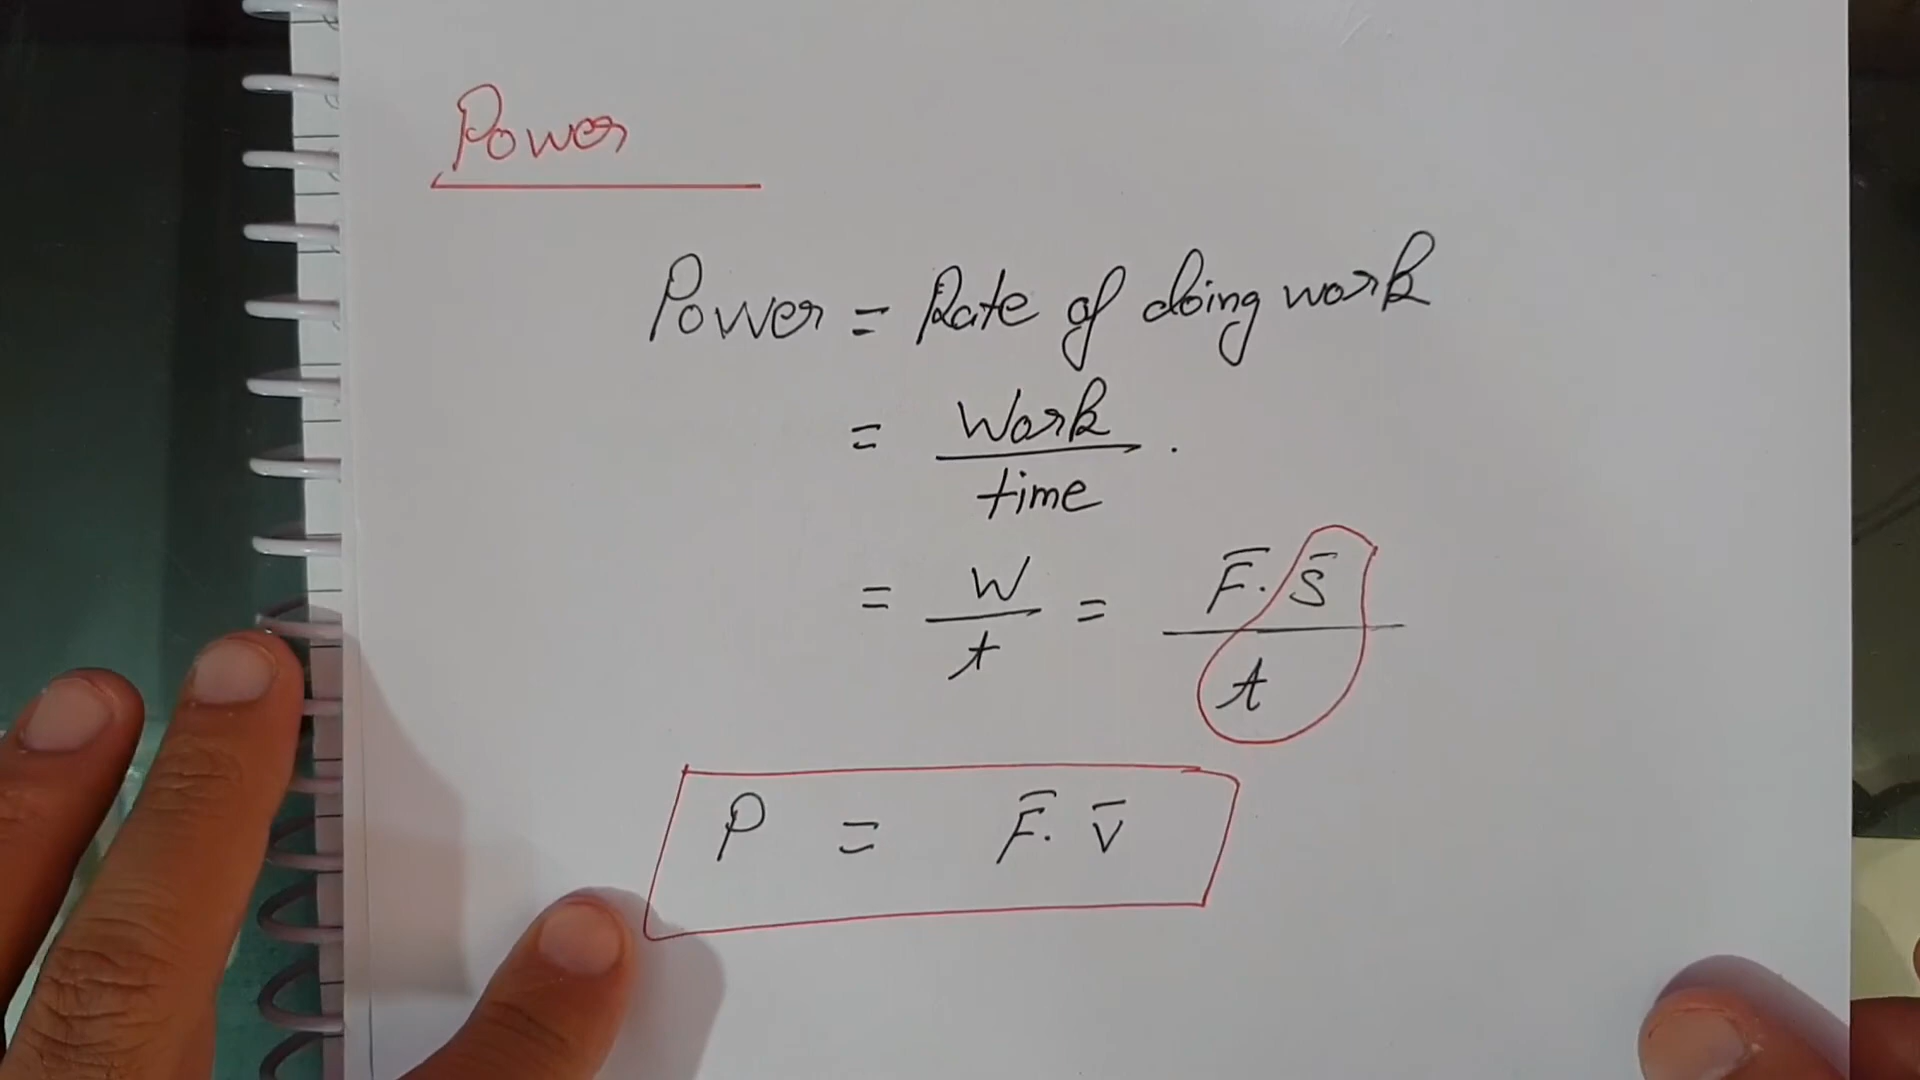 Power
Power = Rate of doing work
= Work / time .
= W / t = F̅. S̅ / t
P = F̅. V̅